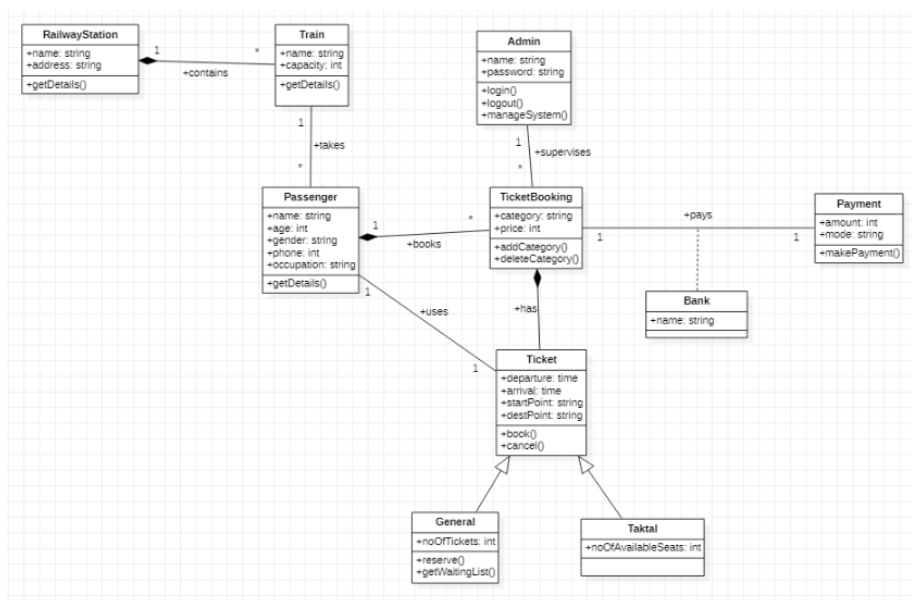 RailwayStation
+name: string
+address: string
+getDetails()
1
*
+contains
Train
+name: string
+capacity: int
+getDetails()
Admin
+name: string
+password: string
+login()
+logout()
+manageSystem()
1
+takes
*
1
+supervises
*
Passenger
+name: string
+age: int
+gender: string
+phone: int
+occupation: string
+getDetails()
1
*
+books
TicketBooking
+category: string
+price: int
+addCategory()
+deleteCategory()
+pays
1
1
Payment
+amount: int
+mode: string
+makePayment()
Bank
+name: string
1
+uses
1
+has
Ticket
+departure: time
+arrival: time
+startPoint: string
+destPoint: string
+book()
+cancel()
General
+noOfTickets: int
+reserve()
+getWaitingList()
Taktal
+noOfAvailableSeats: int